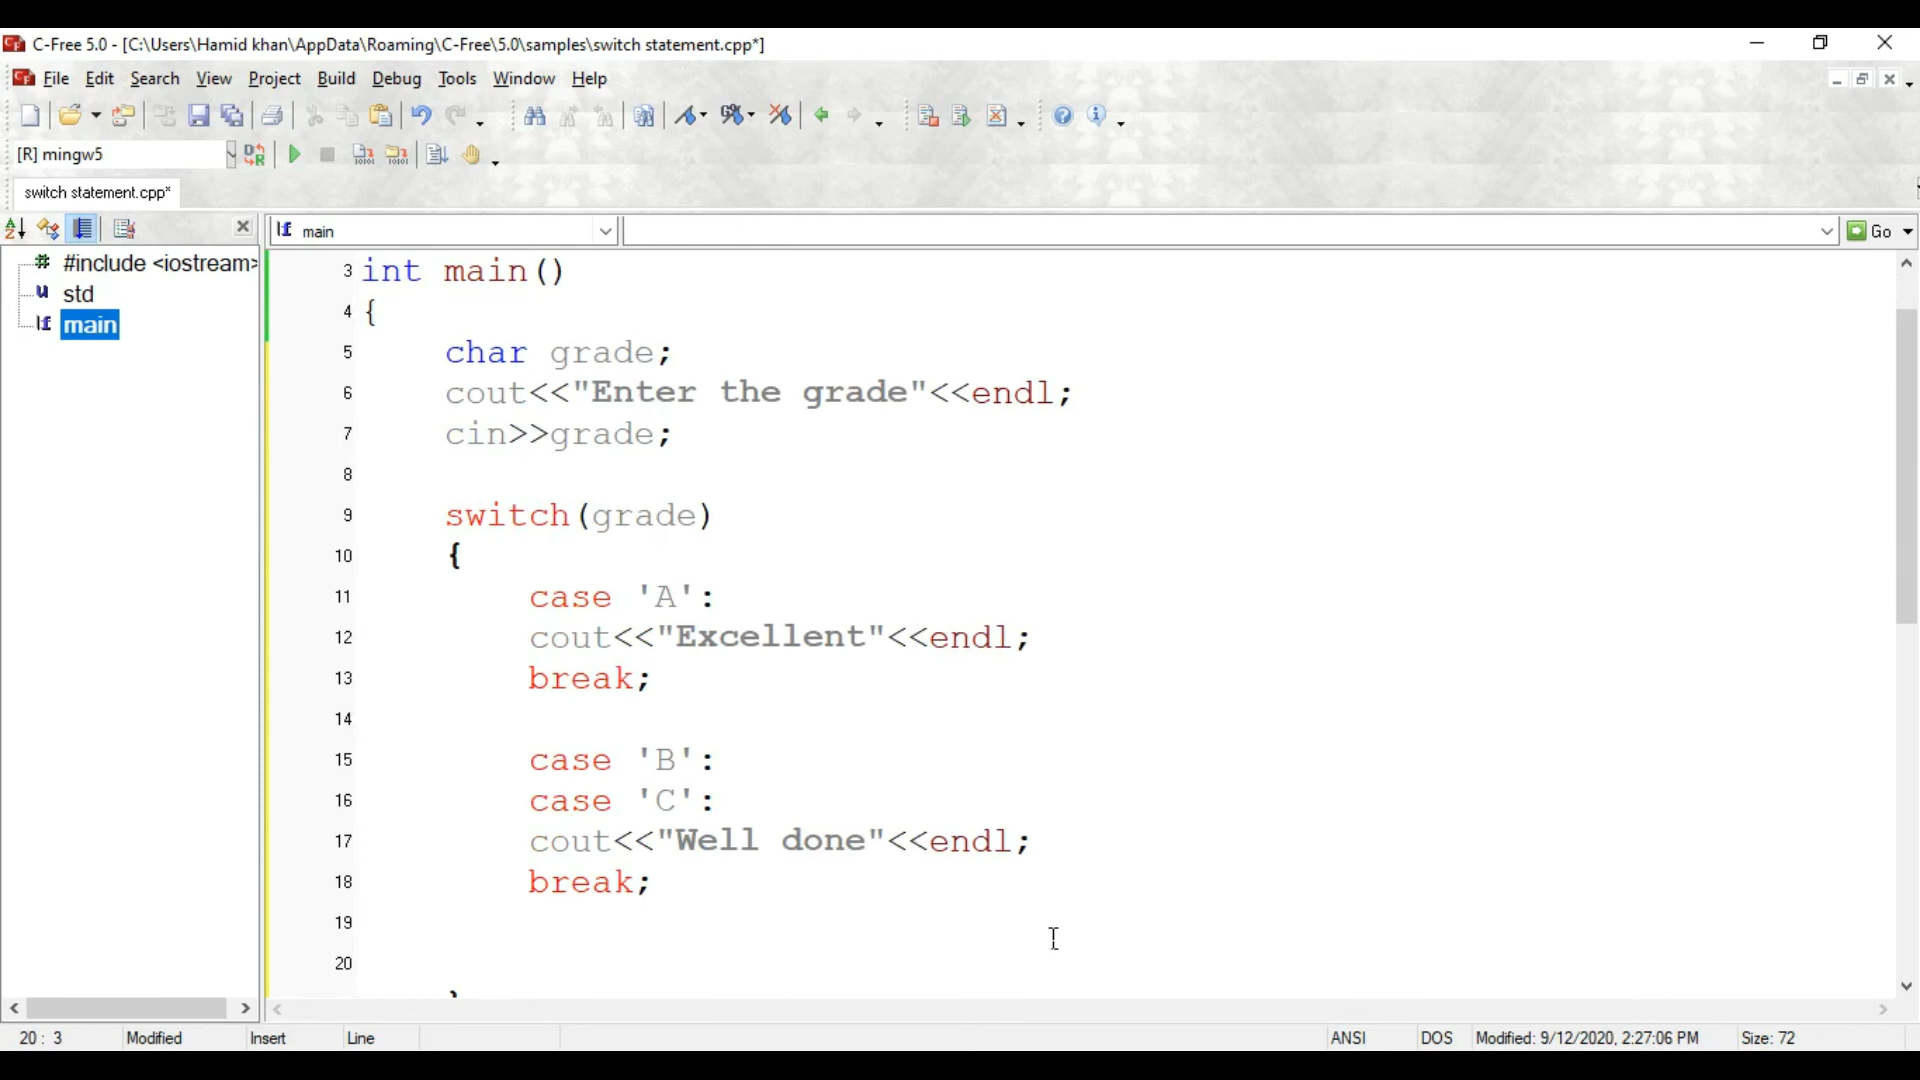 C-Free 5.0 - [C:\Users\Hamid khan\AppData\Roaming\C-Free\5.0\samples\switch statement.cpp*]
File Edit Search View Project Build Debug Tools Window Help
[R] mingw5
switch statement.cpp*
main
Go
#include <iostream>
std
main
3 int main()
4 {
5 char grade;
6 cout<<"Enter the grade"<<endl;
7 cin>>grade;
8
9 switch(grade)
10 {
11 case 'A':
12 cout<<"Excellent"<<endl;
13 break;
14
15 case 'B':
16 case 'C':
17 cout<<"Well done"<<endl;
18 break;
19
20
20 : 3 Modified Insert Line ANSI DOS Modified: 9/12/2020, 2:27:06 PM Size: 72